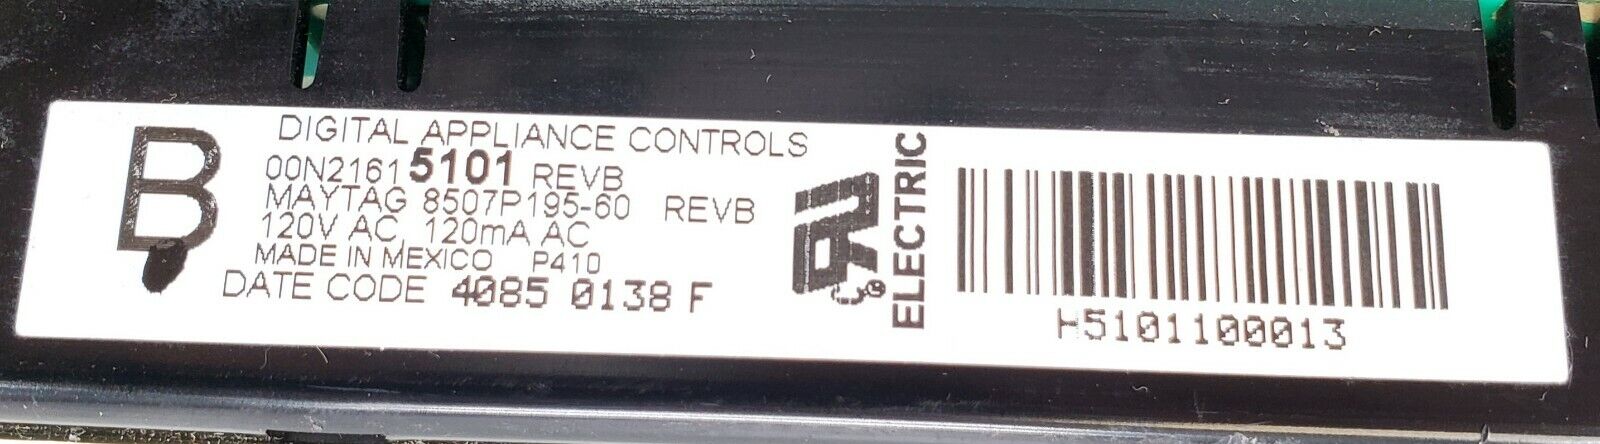 B
DIGITAL APPLIANCE CONTROLS
00N21615101 REVB
MAYTAG 8507P195-60 REVB
120V AC, 120mA AC
MADE IN MEXICO P410
DATE CODE 4085 0138 F
ELECTRIC
H5101100013